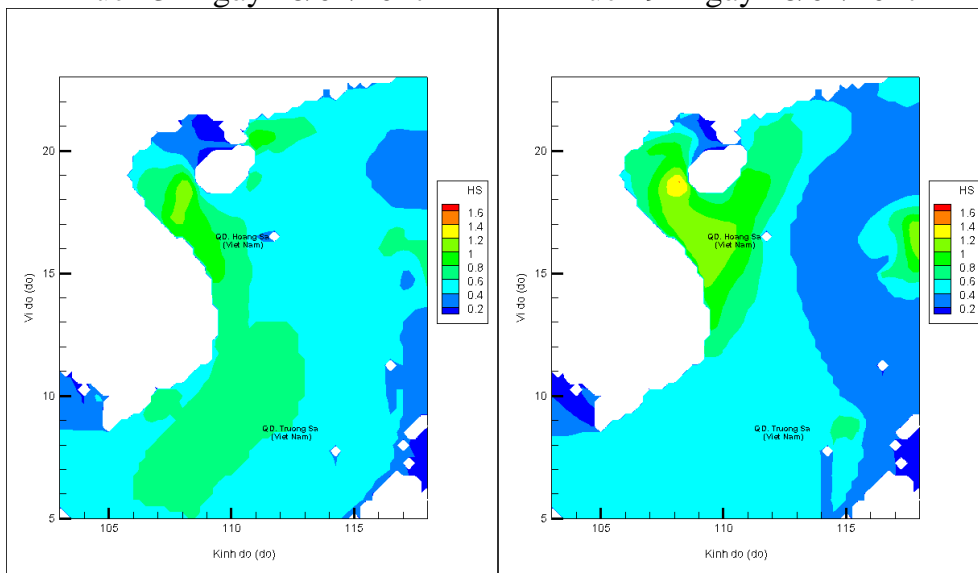 20
15
10
5
105
110
115
Vi do (do)
Kinh do (do)
QD. Hoang Sa
(Viet Nam)
QD. Truong Sa
(Viet Nam)
HS
1.6
1.4
1.2
1
0.8
0.6
0.4
0.2
20
15
10
5
105
110
115
Vi do (do)
Kinh do (do)
QD. Hoang Sa
(Viet Nam)
QD. Truong Sa
(Viet Nam)
HS
1.6
1.4
1.2
1
0.8
0.6
0.4
0.2